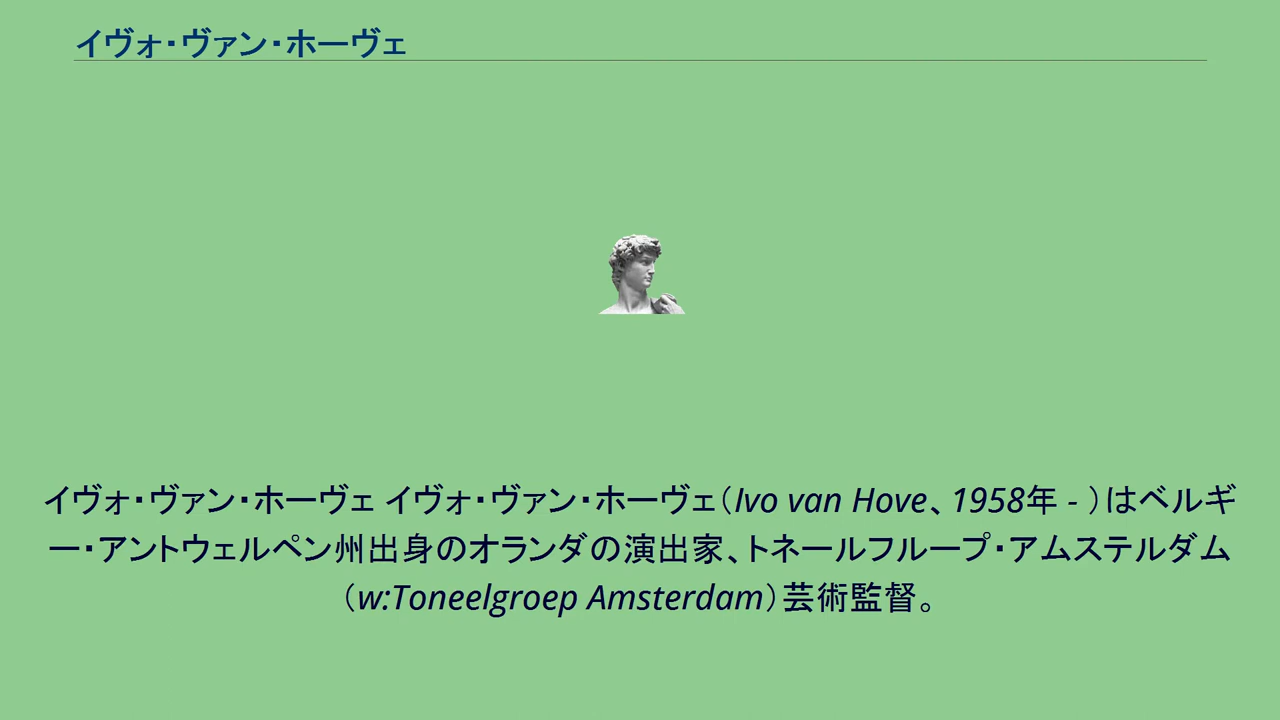 イヴォ・ヴァン・ホーヴェ
イヴォ・ヴァン・ホーヴェ イヴォ・ヴァン・ホーヴェ（Ivo van Hove、1958年 - ）はベルギ
ー・アントウェルペン州出身のオランダの演出家、トネールフループ・アムステルダム
（w:Toneelgroep Amsterdam）芸術監督。